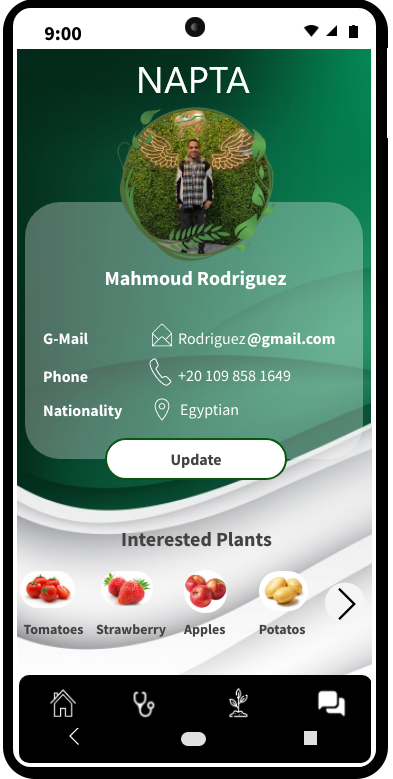 9:00
NAPTA
Mahmoud Rodriguez
G-Mail Rodriguez@gmail.com
Phone +20 109 858 1649
Nationality Egyptian
Update
Interested Plants
Tomatoes Strawberry Apples Potatos